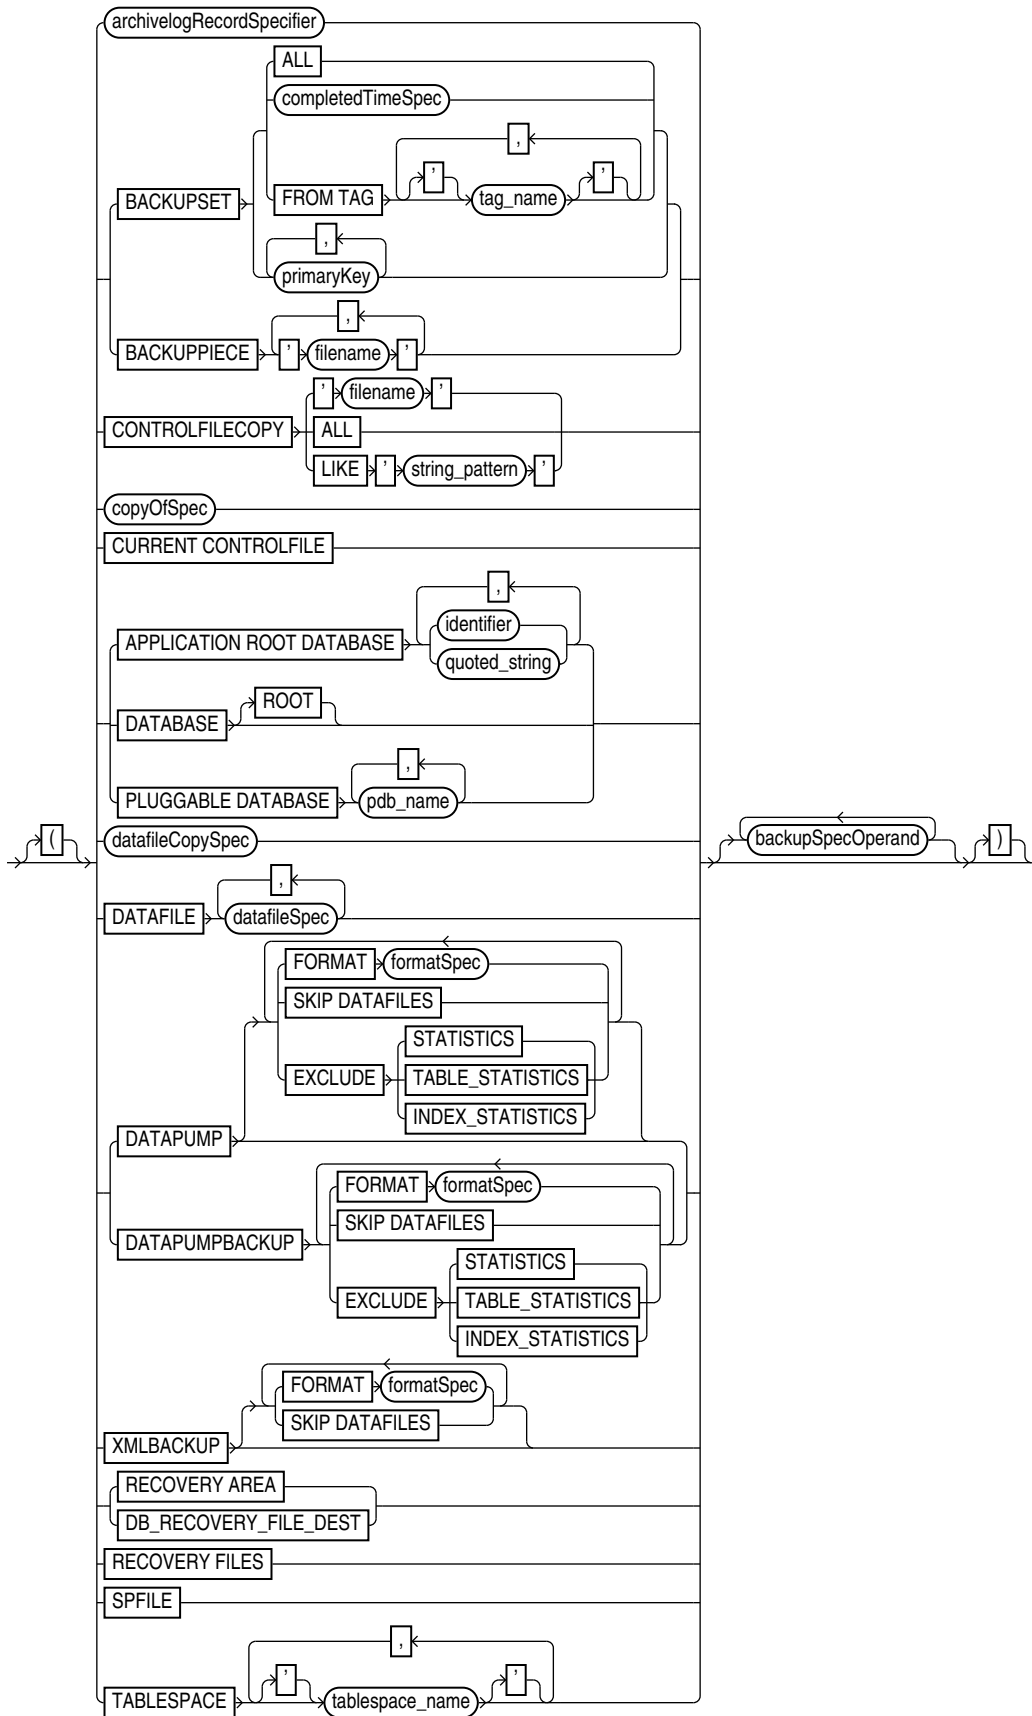 archivelogRecordSpecifier
ALL
completedTimeSpec
,
' '
BACKUPSET FROM TAG tag_name
,
primaryKey
,
BACKUPPIECE ' filename '
' filename '
CONTROLFILECOPY ALL
LIKE ' string_pattern '
copyOfSpec
CURRENT CONTROLFILE
,
identifier
APPLICATION ROOT DATABASE
quoted_string
ROOT
DATABASE
,
PLUGGABLE DATABASE pdb_name
( datafileCopySpec backupSpecOperand )
,
DATAFILE datafileSpec
FORMAT formatSpec
SKIP DATAFILES
STATISTICS
EXCLUDE TABLE_STATISTICS
INDEX_STATISTICS
DATAPUMP
FORMAT formatSpec
SKIP DATAFILES
DATAPUMPBACKUP
STATISTICS
EXCLUDE TABLE_STATISTICS
INDEX_STATISTICS
FORMAT formatSpec
SKIP DATAFILES
XMLBACKUP
RECOVERY AREA
DB_RECOVERY_FILE_DEST
RECOVERY FILES
SPFILE
,
' '
TABLESPACE tablespace_name